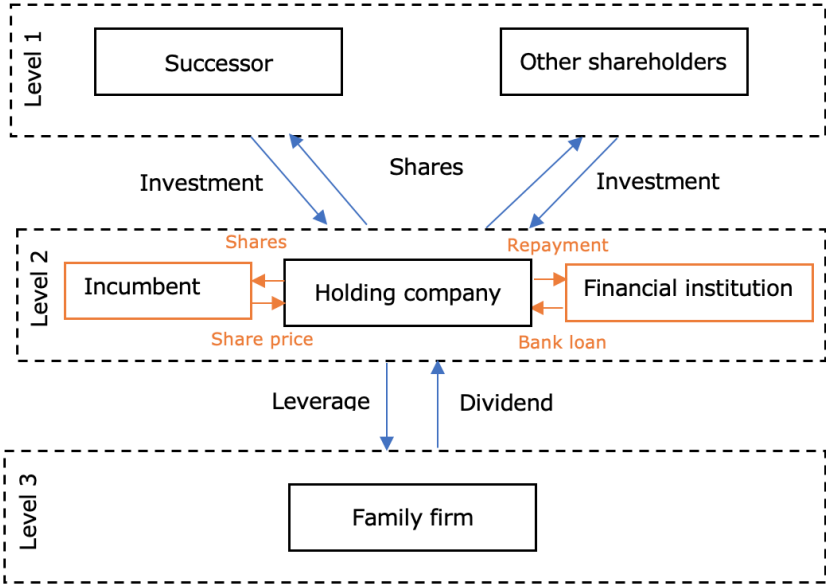 Level 1
Successor
Other shareholders
Investment
Shares
Investment
Level 2
Shares
Repayment
Incumbent
Holding company
Financial institution
Share price
Bank loan
Leverage
Dividend
Level 3
Family firm